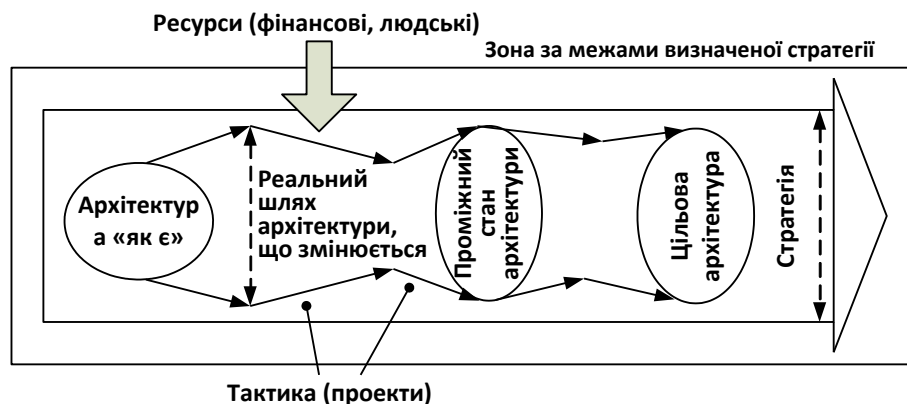 Ресурси (фінансові, людські)
Зона за межами визначеної стратегії
Архітектур
а «як є»
Реальний
шлях
архітектури,
що змінюється
Проміжний
стан
архітектури
Цільова
архітектура
Стратегія
Тактика (проекти)